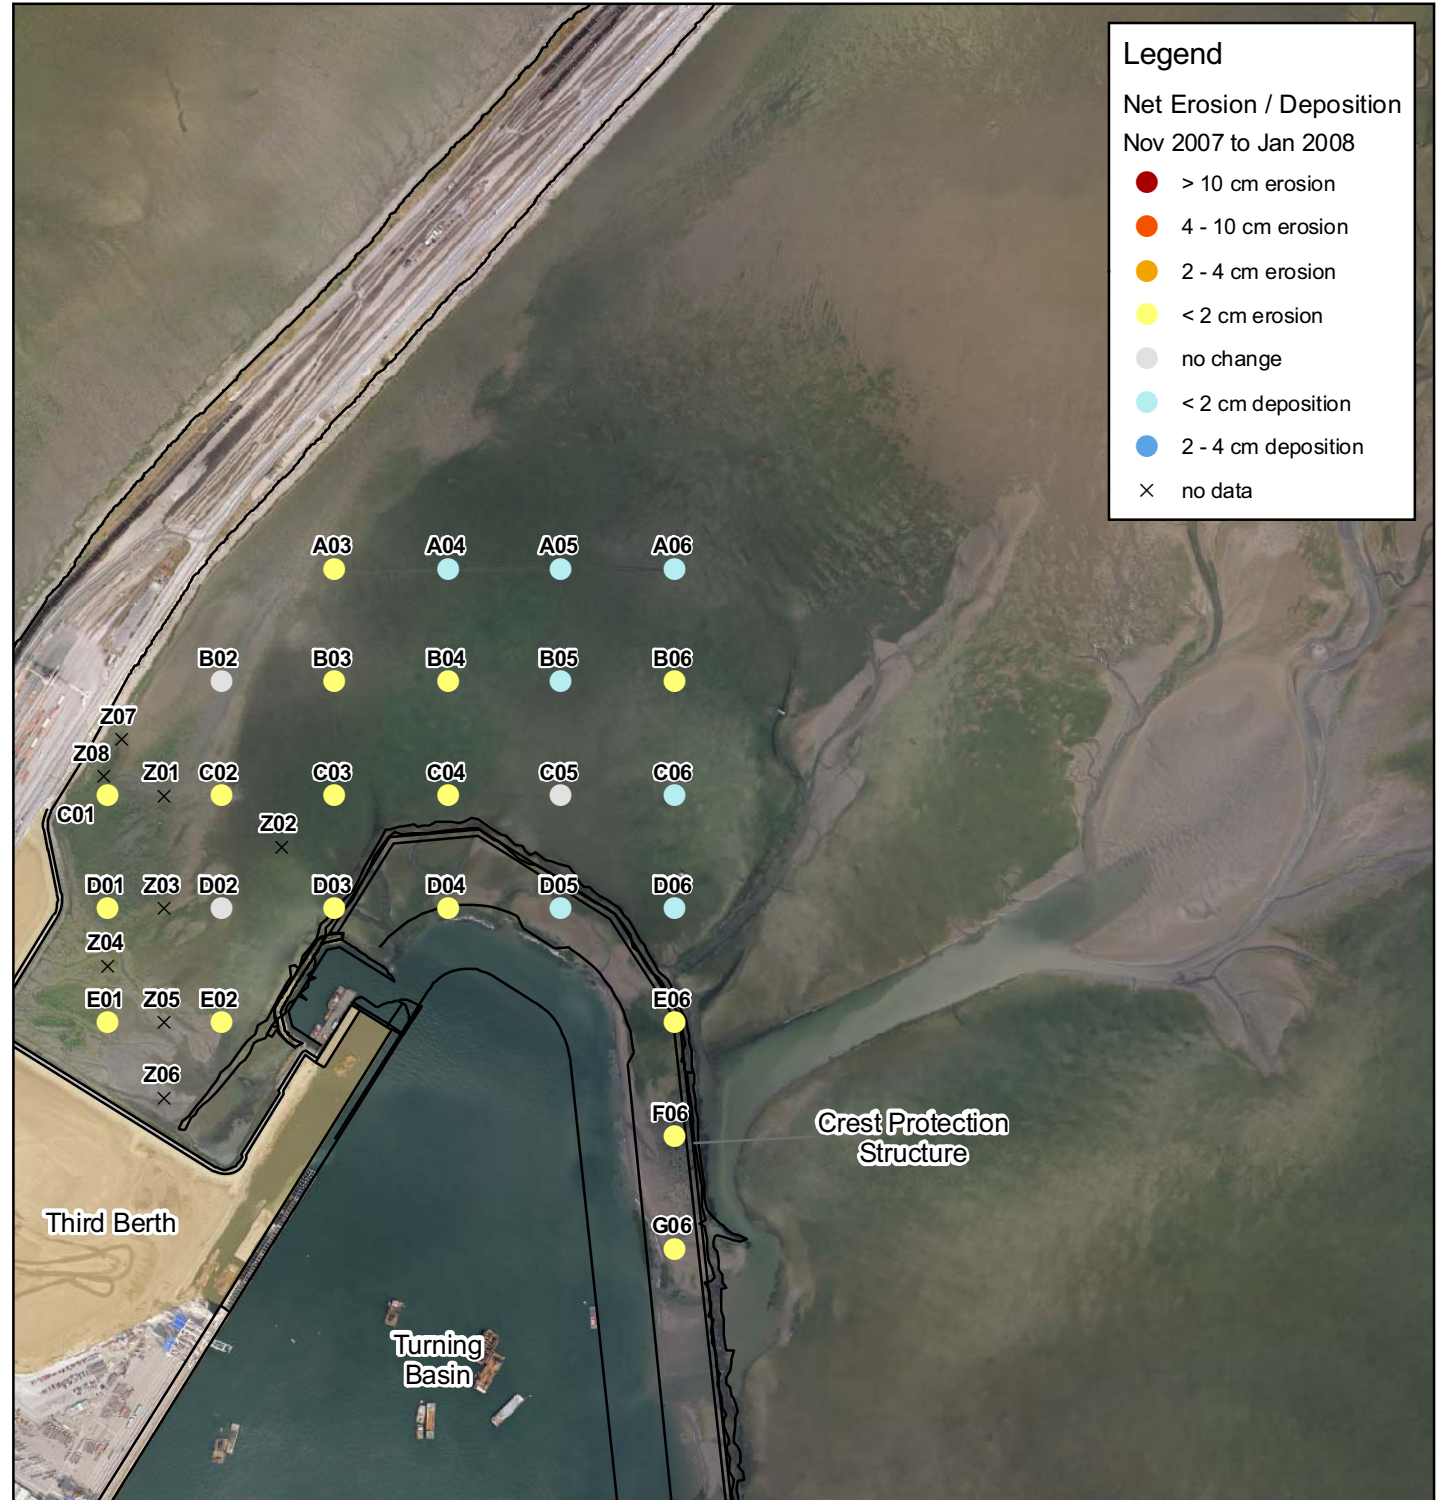 Legend
Net Erosion / Deposition
Nov 2007 to Jan 2008
> 10 cm erosion
4 - 10 cm erosion
2 - 4 cm erosion
< 2 cm erosion
no change
< 2 cm deposition
2 - 4 cm deposition
no data
A03 A04 A05 A06
B02 B03 B04 B05 B06
Z07
Z08
Z01 C02 C03 C04 C05 C06
C01
Z02
D01 Z03 D02 D03 D04 D05 D06
Z04
E01 Z05 E02 E06
Z06
F06
Crest Protection
Structure
Third Berth
G06
Turning
Basin